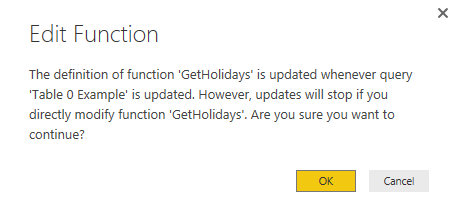 Edit Function
The definition of function 'GetHolidays' is updated whenever query
'Table 0 Example' is updated. However, updates will stop if you
directly modify function 'GetHolidays'. Are you sure you want to
continue?
OK Cancel